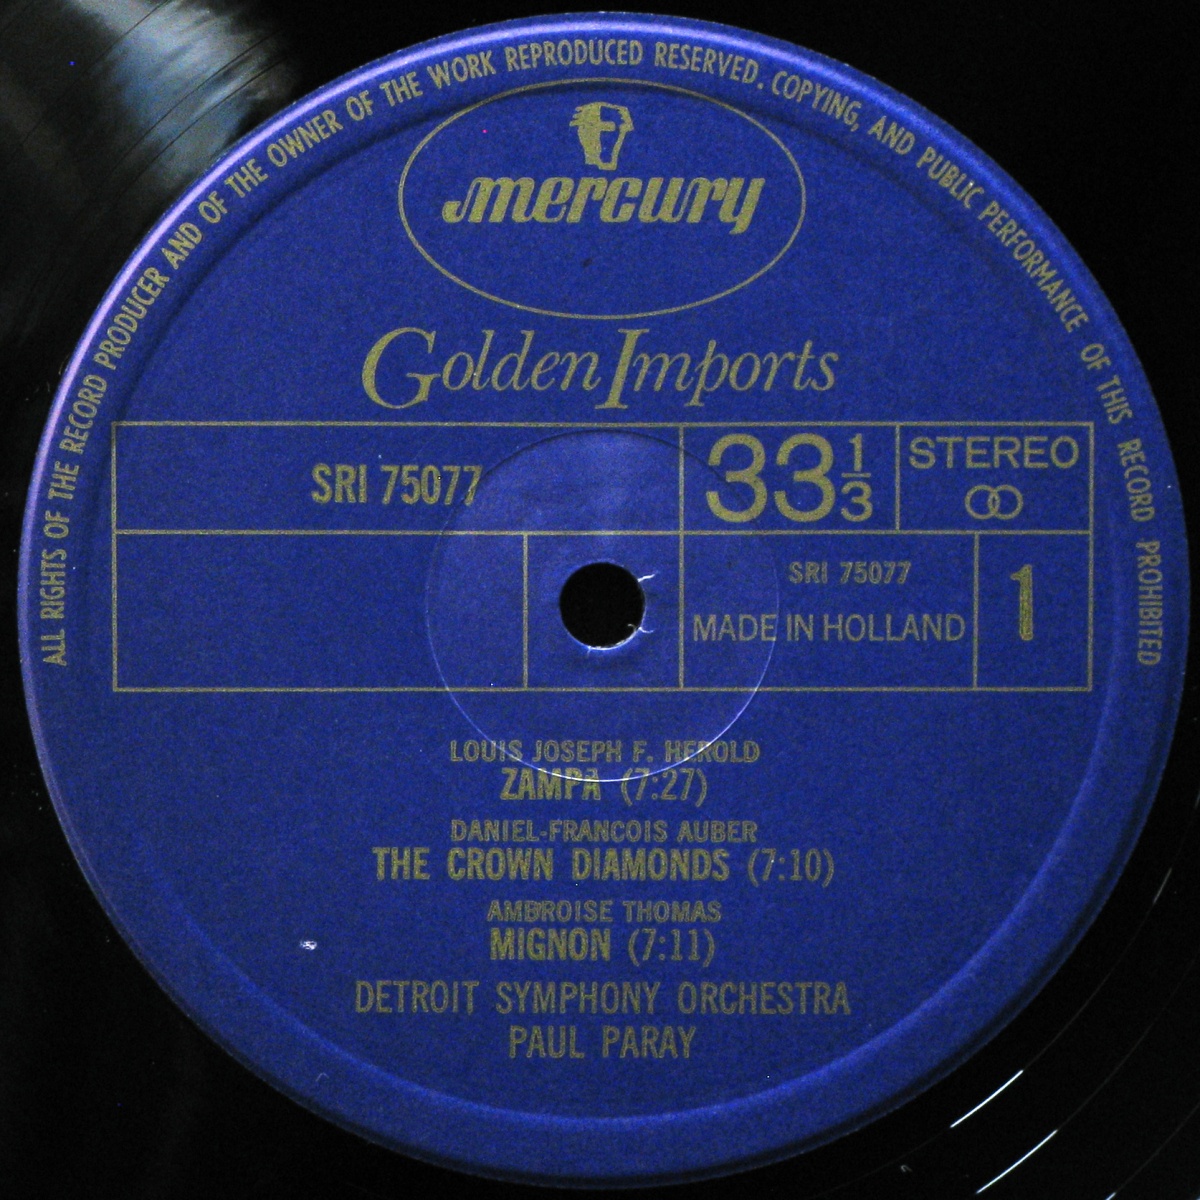 ALL RIGHTS OF THE RECORD PRODUCER AND OF THE OWNER OF THE WORK REPRODUCED RESERVED. COPYING, AND PUBLIC PERFORMANCE OF THIS RECORD PROHIBITED
mercury
Golden Imports
SRI 75077
33 1/3
STEREO
SRI 75077
MADE IN HOLLAND
1
LOUIS JOSEPH F. HEROLD
ZAMPA (7:27)
DANIEL-FRANCOIS AUBER
THE CROWN DIAMONDS (7:10)
AMBROISE THOMAS
MIGNON (7:11)
DETROIT SYMPHONY ORCHESTRA
PAUL PARAY